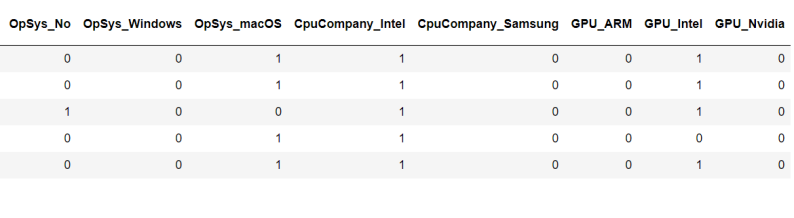 OpSys_No OpSys_Windows OpSys_macOS CpuCompany_Intel CpuCompany_Samsung GPU_ARM GPU_Intel GPU_Nvidia
0 0 1 1 0 0 1 0
0 0 1 1 0 0 1 0
1 0 0 1 0 0 1 0
0 0 1 1 0 0 0 0
0 0 1 1 0 0 1 0